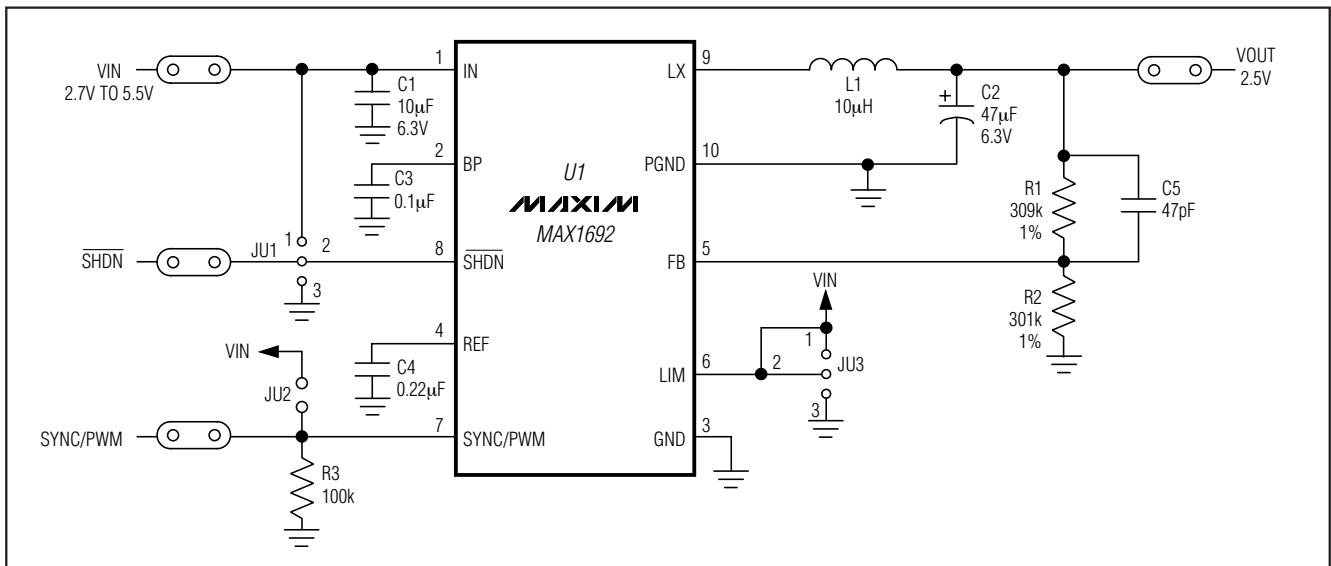 VIN
2.7V TO 5.5V
C1
10µF
6.3V
1
IN
2
BP
C3
0.1µF
SHDN
JU1
1
2
3
8
SHDN
4
REF
C4
0.22µF
VIN
JU2
SYNC/PWM
7
SYNC/PWM
R3
100k
U1
MAXIM
MAX1692
9
LX
L1
10µH
C2
+
47µF
6.3V
VOUT
2.5V
10
PGND
R1
309k
1%
C5
47pF
5
FB
R2
301k
1%
VIN
1
6
LIM
2
JU3
3
3
GND